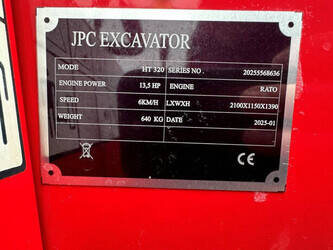 JPC EXCAVATOR
MODE HT 320 SERIES NO. 20255568636
ENGINE POWER 13,5 HP ENGINE RATO
SPEED 6KM/H LXWXH 2100X1150X1390
WEIGHT 640 KG DATE 2025-01
CE